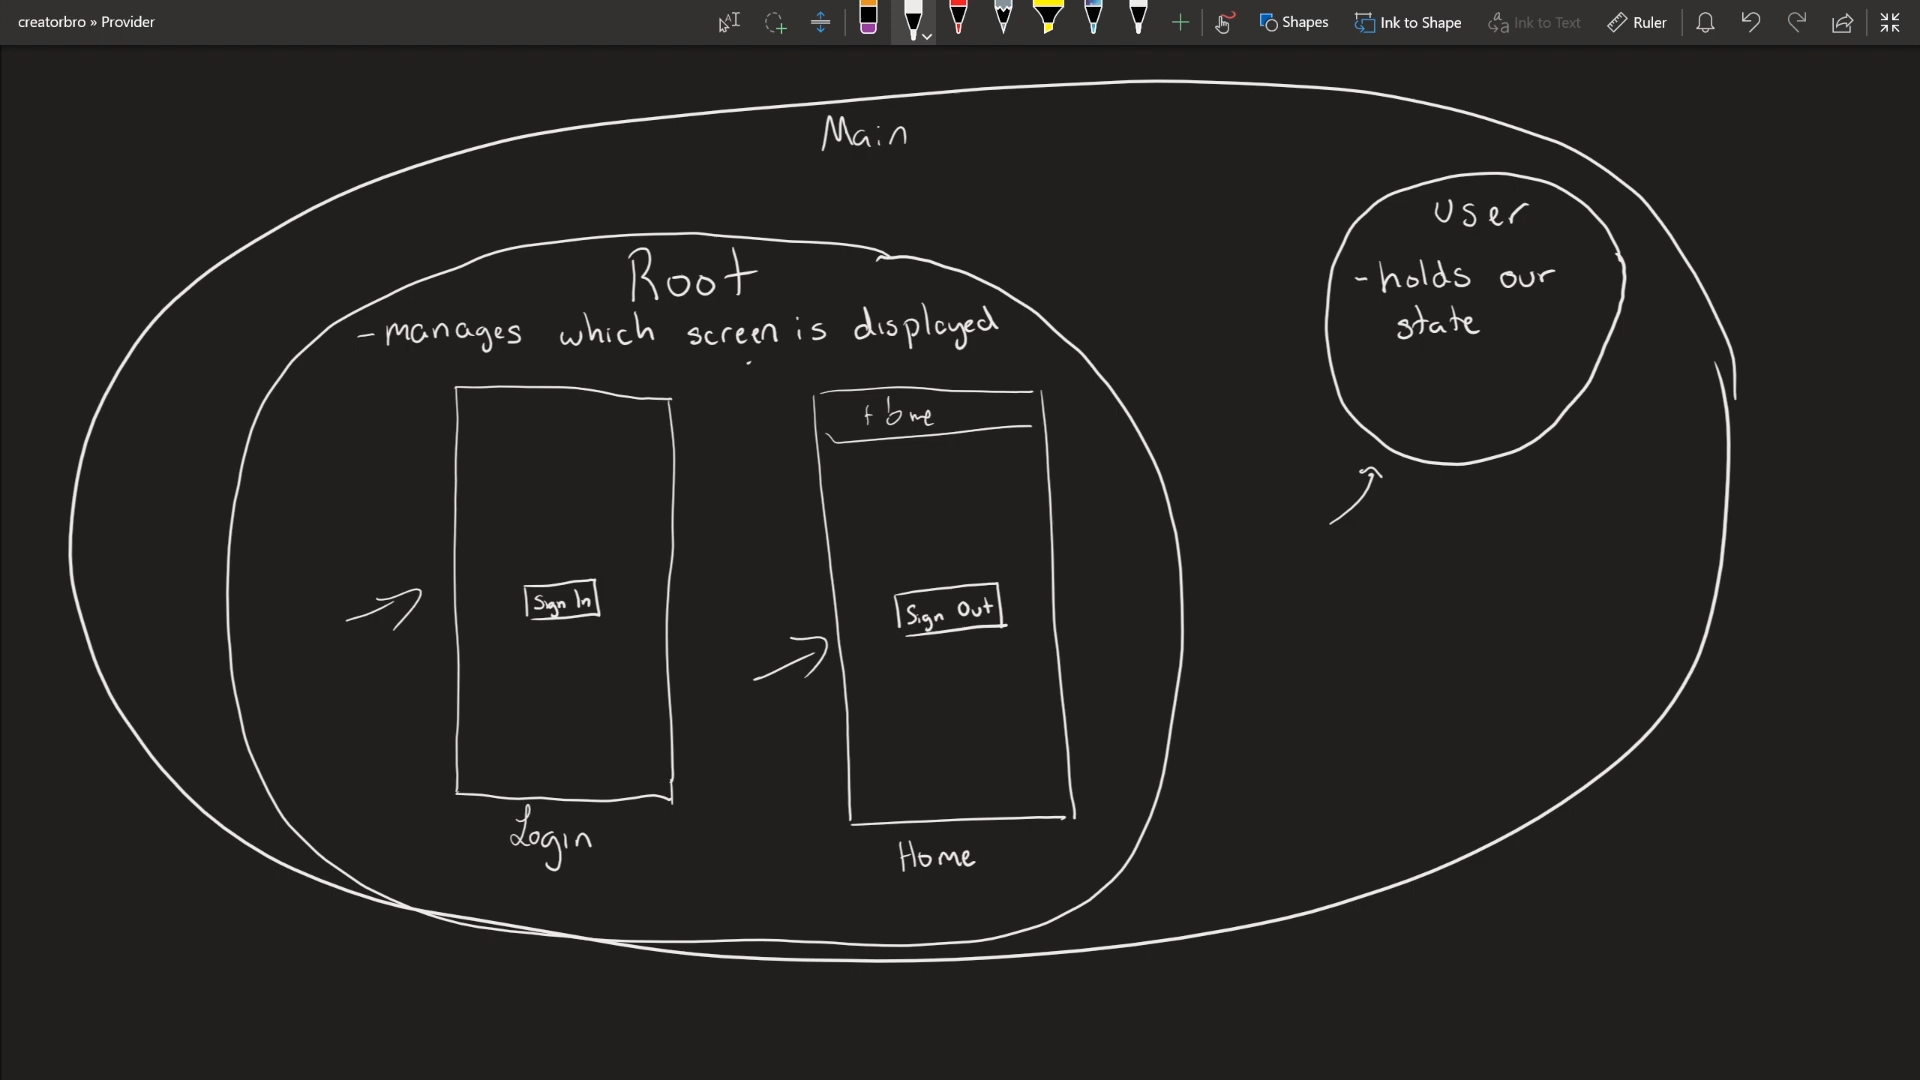 creatorbro » Provider
Shapes
Ink to Shape
Ink to Text
Ruler
Main
User
- holds our
state
Root
- manages which screen is displayed
Home
Sign In
Sign Out
Login
Home